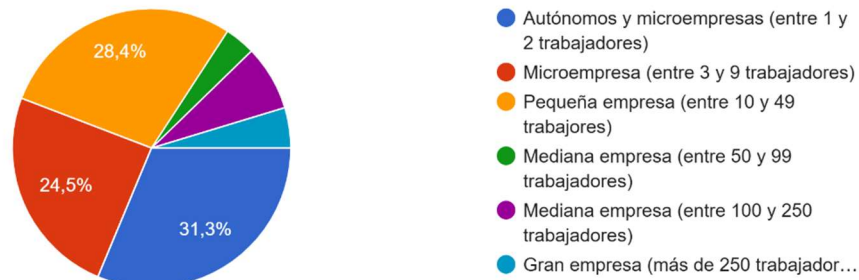 28,4%
24,5%
31,3%
Autónomos y microempresas (entre 1 y
2 trabajadores)
Microempresa (entre 3 y 9 trabajadores)
Pequeña empresa (entre 10 y 49
trabajores)
Mediana empresa (entre 50 y 99
trabajadores)
Mediana empresa (entre 100 y 250
trabajadores)
Gran empresa (más de 250 trabajador…